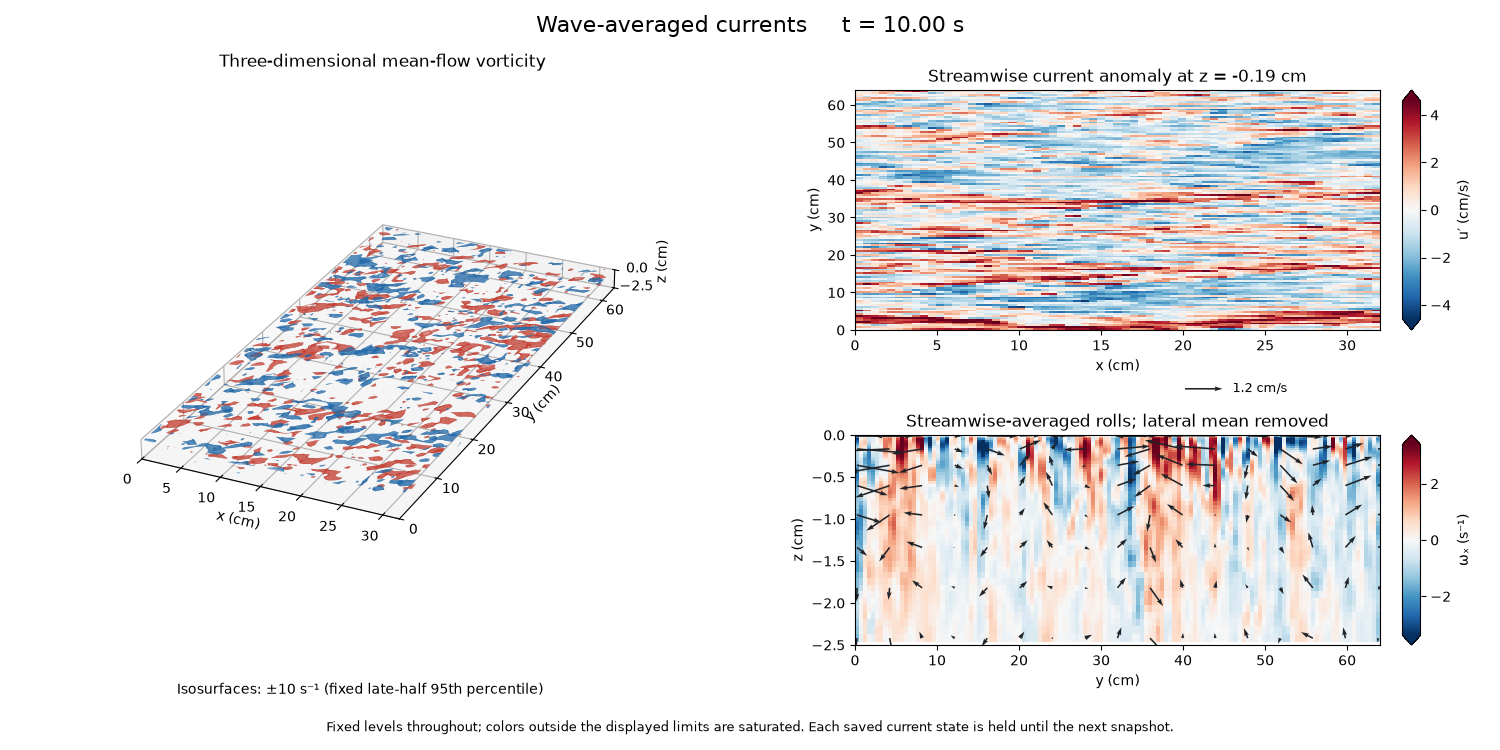 Wave-averaged currents t = 10.00 s
Three-dimensional mean-flow vorticity
0.0
−2.5
z (cm)
60
50
40
30
20
10
0
y (cm)
0
5
10
15
20
25
30
x (cm)
Isosurfaces: ±10 s⁻¹ (fixed late-half 95th percentile)
Streamwise current anomaly at z = -0.19 cm
60
50
40
30
20
10
0
y (cm)
0 5 10 15 20 25 30
x (cm)
4
2
0
−2
−4
u′ (cm/s)
1.2 cm/s
Streamwise-averaged rolls; lateral mean removed
0.0
−0.5
−1.0
−1.5
−2.0
−2.5
z (cm)
0 10 20 30 40 50 60
y (cm)
2
0
−2
ωₓ (s⁻¹)
Fixed levels throughout; colors outside the displayed limits are saturated. Each saved current state is held until the next snapshot.